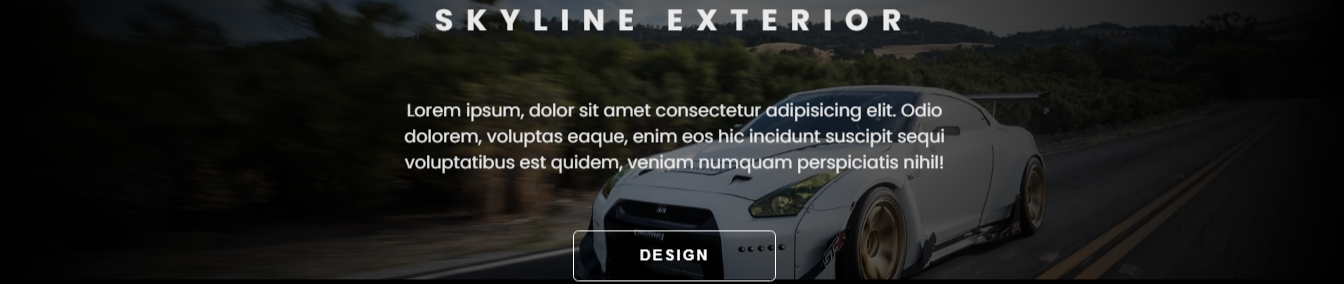 SKYLINE EXTERIOR
Lorem ipsum, dolor sit amet consectetur adipisicing elit. Odio
dolorem, voluptas eaque, enim eos hic incidunt suscipit sequi
voluptatibus est quidem, veniam numquam perspiciatis nihil!
DESIGN